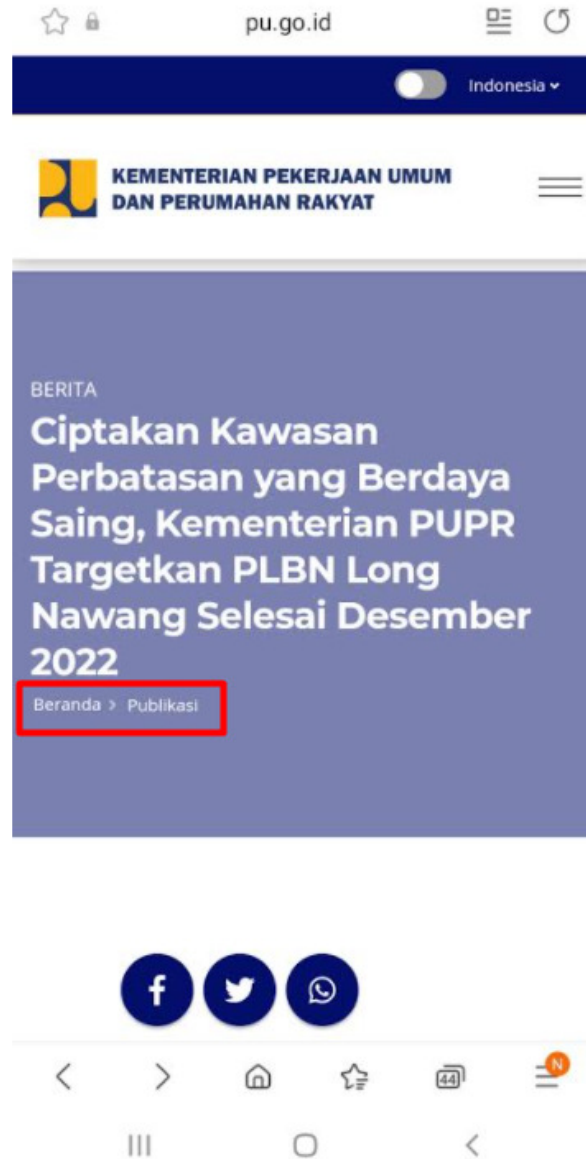 pu.go.id
Indonesia
KEMENTERIAN PEKERJAAN UMUM
DAN PERUMAHAN RAKYAT
BERITA
Ciptakan Kawasan
Perbatasan yang Berdaya
Saing, Kementerian PUPR
Targetkan PLBN Long
Nawang Selesai Desember
2022
Beranda > Publikasi
44
N